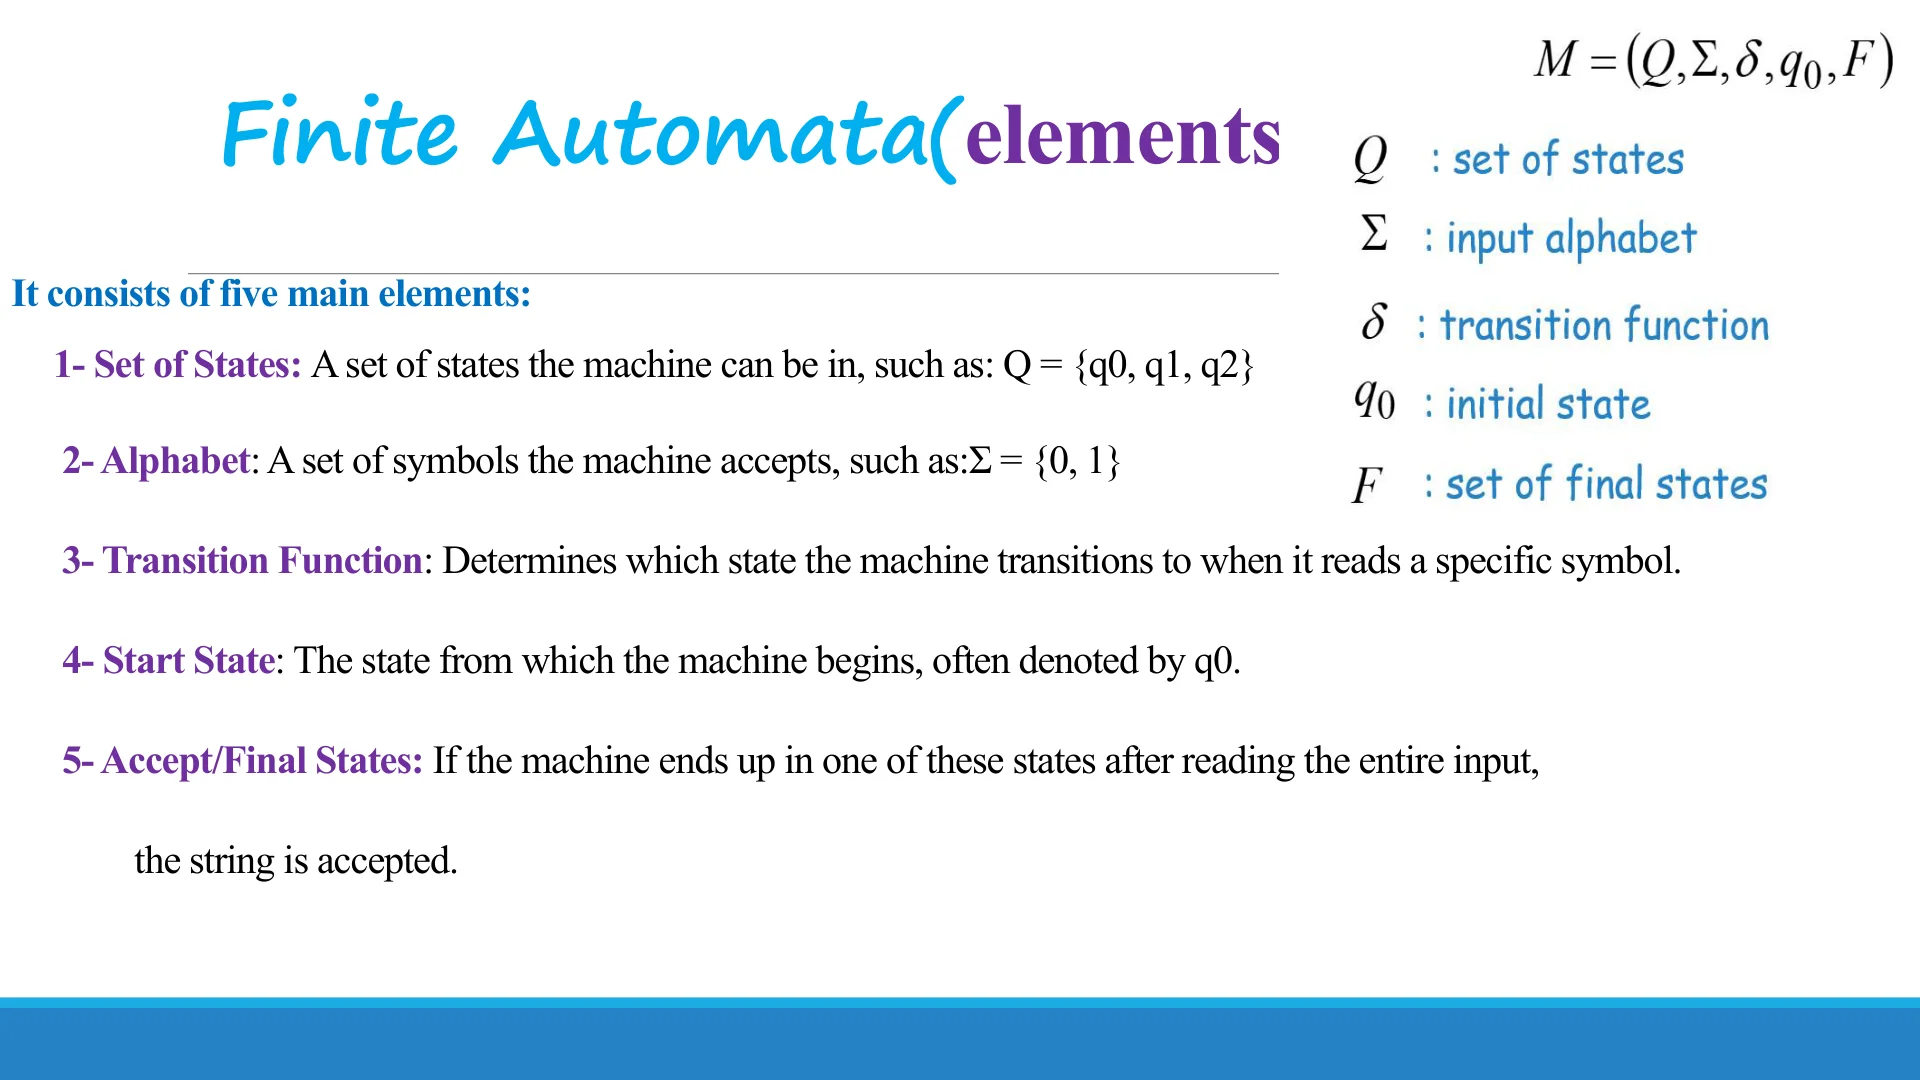 M = (Q, Σ, δ, q0, F)
Finite Automata(elements
Q : set of states
Σ : input alphabet
δ : transition function
q0 : initial state
F : set of final states
It consists of five main elements:
1- Set of States: A set of states the machine can be in, such as: Q = {q0, q1, q2}
2- Alphabet: A set of symbols the machine accepts, such as:Σ = {0, 1}
3- Transition Function: Determines which state the machine transitions to when it reads a specific symbol.
4- Start State: The state from which the machine begins, often denoted by q0.
5- Accept/Final States: If the machine ends up in one of these states after reading the entire input,
the string is accepted.